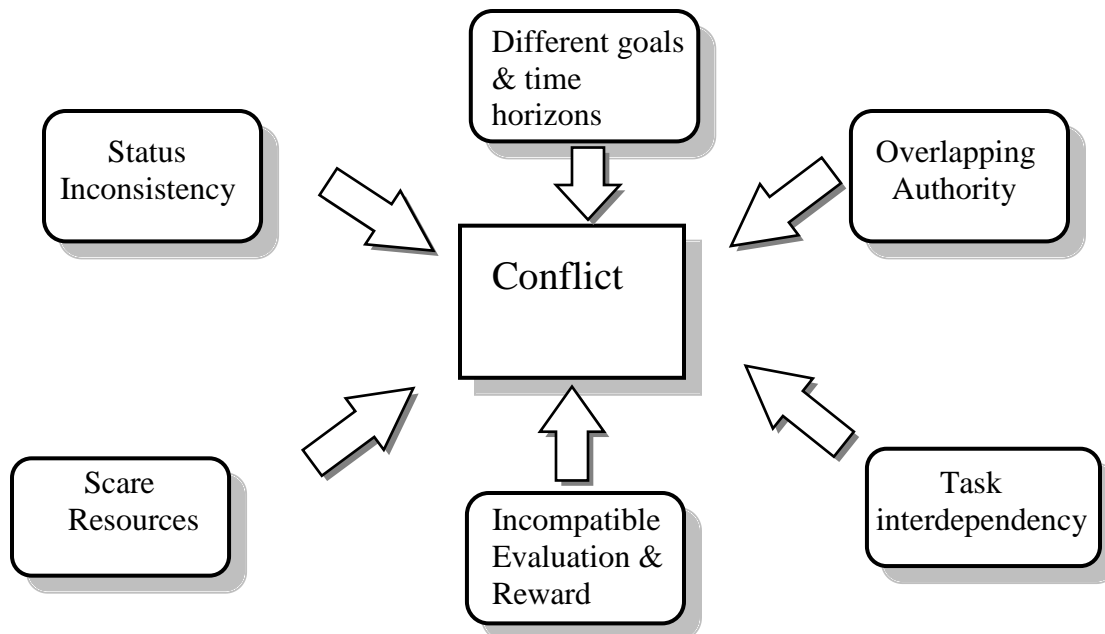 Different goals
& time
horizons
Status
Inconsistency
Overlapping
Authority
Conflict
Scare
Resources
Incompatible
Evaluation &
Reward
Task
interdependency